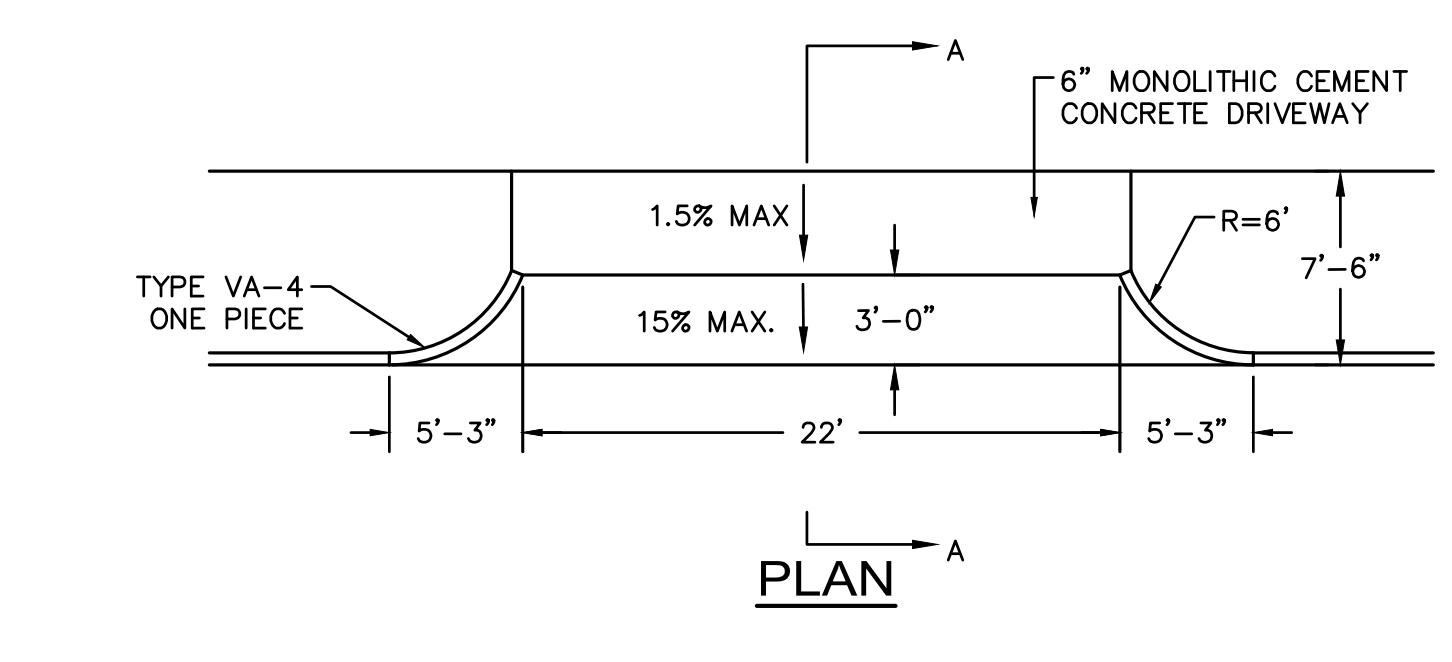 A
6” MONOLITHIC CEMENT
CONCRETE DRIVEWAY
1.5% MAX
R=6’
7’-6”
TYPE VA-4
ONE PIECE
15% MAX.
3’-0”
5’-3”
22’
5’-3”
A
PLAN